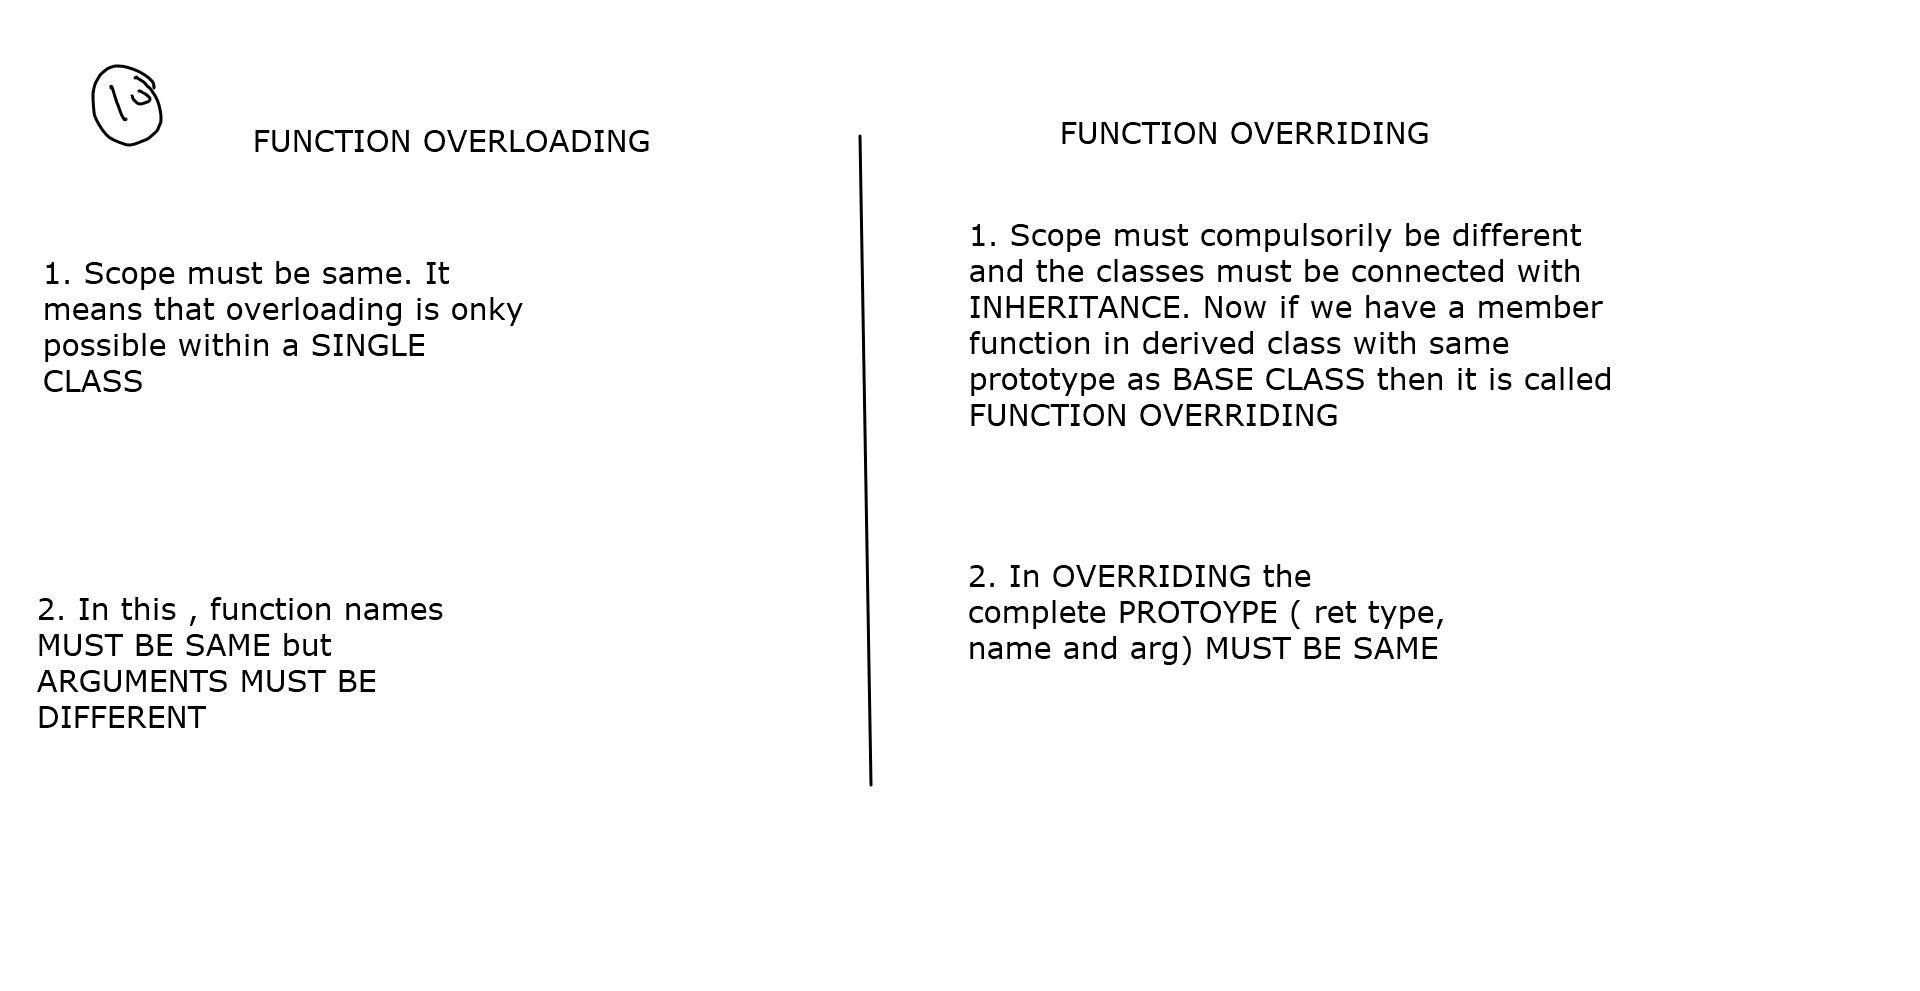 FUNCTION OVERLOADING
1. Scope must be same. It
means that overloading is onky
possible within a SINGLE
CLASS
2. In this , function names
MUST BE SAME but
ARGUMENTS MUST BE
DIFFERENT
FUNCTION OVERRIDING
1. Scope must compulsorily be different
and the classes must be connected with
INHERITANCE. Now if we have a member
function in derived class with same
prototype as BASE CLASS then it is called
FUNCTION OVERRIDING
2. In OVERRIDING the
complete PROTOYPE ( ret type,
name and arg) MUST BE SAME